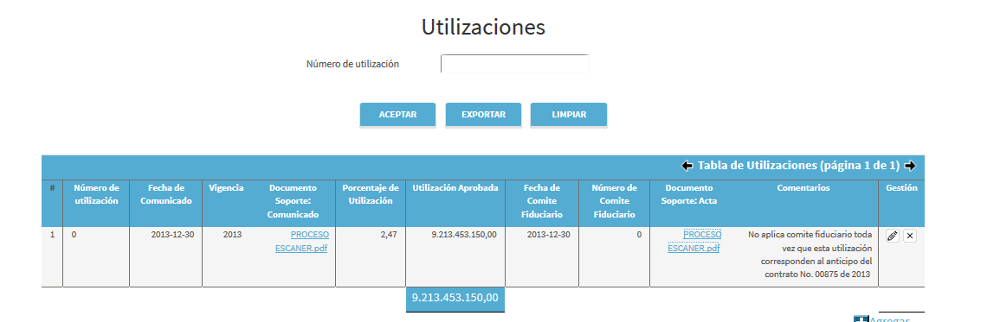 Utilizaciones
Número de utilización
ACEPTAR EXPORTAR LIMPIAR
Tabla de Utilizaciones (página 1 de 1)
# Número de utilización Fecha de Comunicado Vigencia Documento Soporte: Comunicado Porcentaje de Utilización Utilización Aprobada Fecha de Comite Fiduciario Número de Comite Fiduciario Documento Soporte: Acta Comentarios Gestión
1 0 2013-12-30 2013 PROCESO ESCANER.pdf 2,47 9.213.453.150,00 2013-12-30 0 PROCESO ESCANER.pdf No aplica comite fiduciario toda
vez que esta utilización
corresponden al anticipo del
contrato No. 00875 de 2013
9.213.453.150,00
Agregar